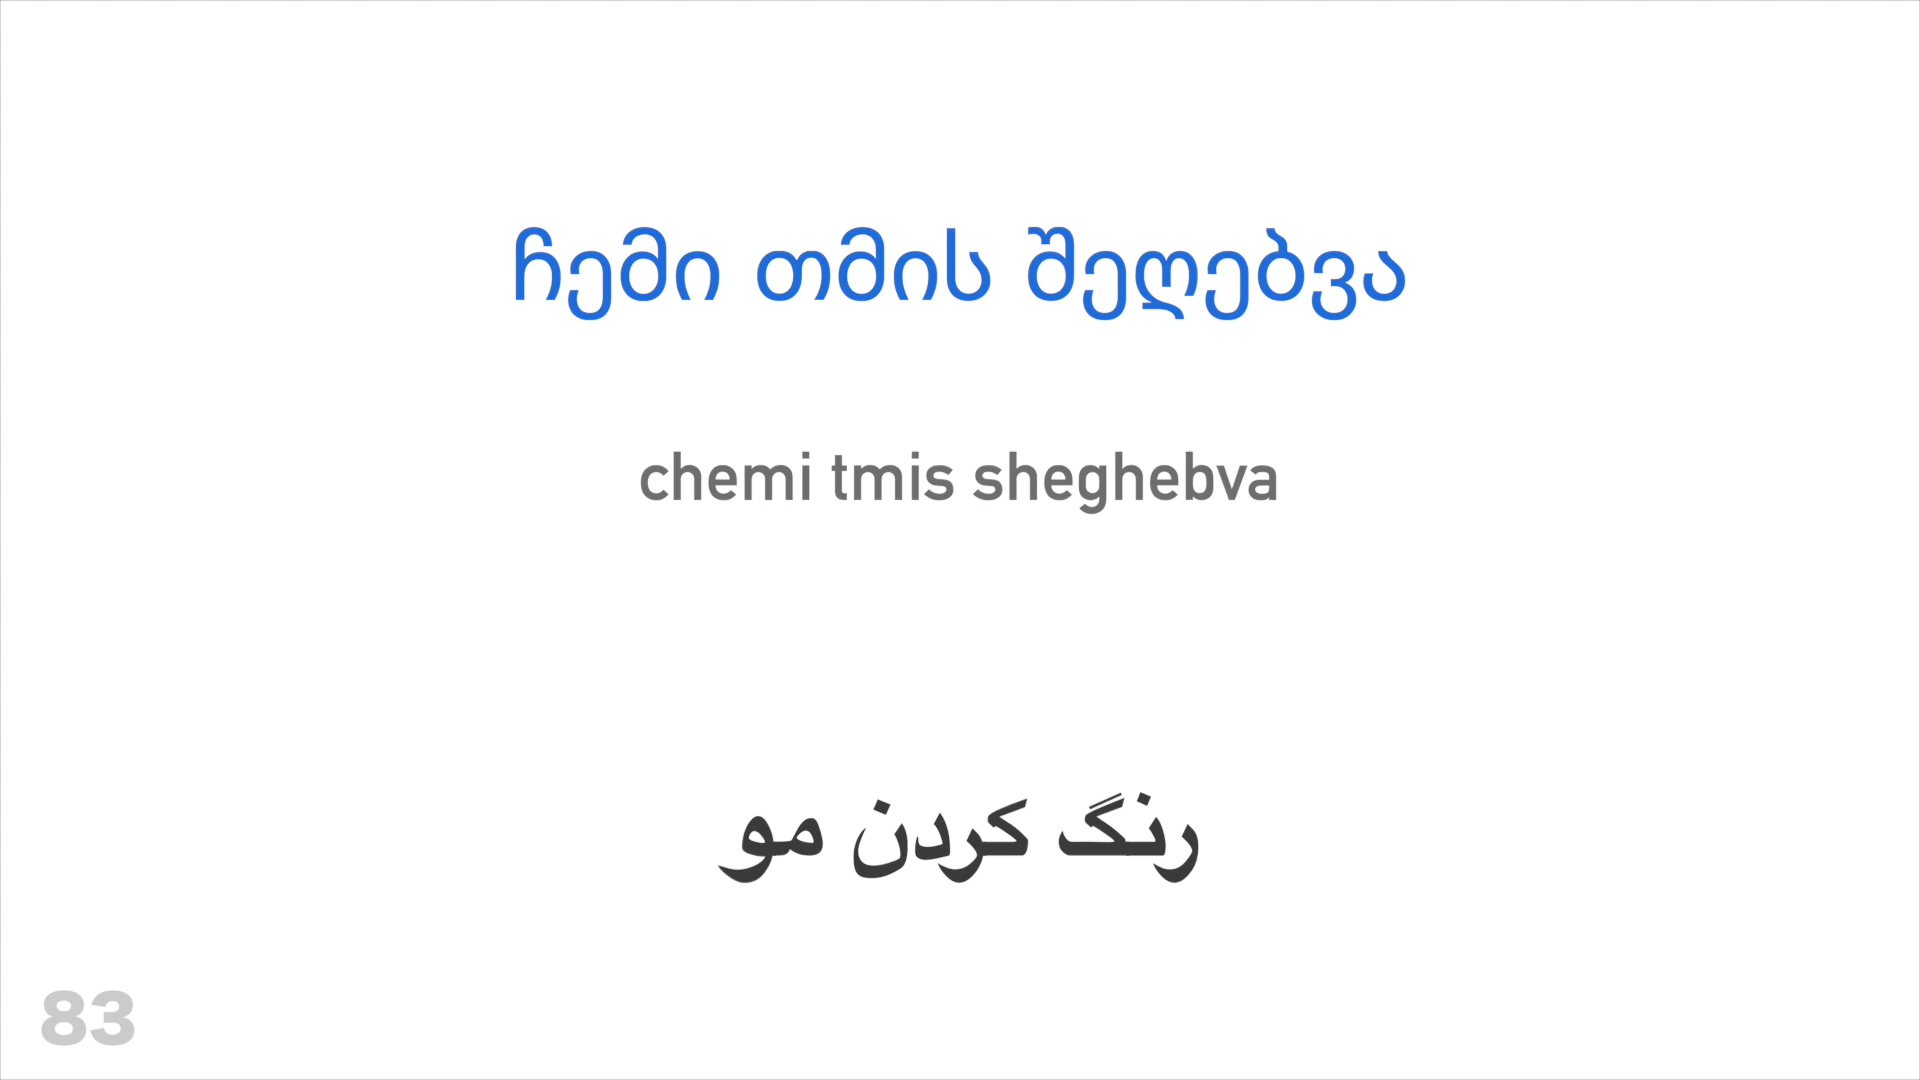 ჩემი თმის შეღებვა
chemi tmis sheghebva
رنگ کردن مو
83